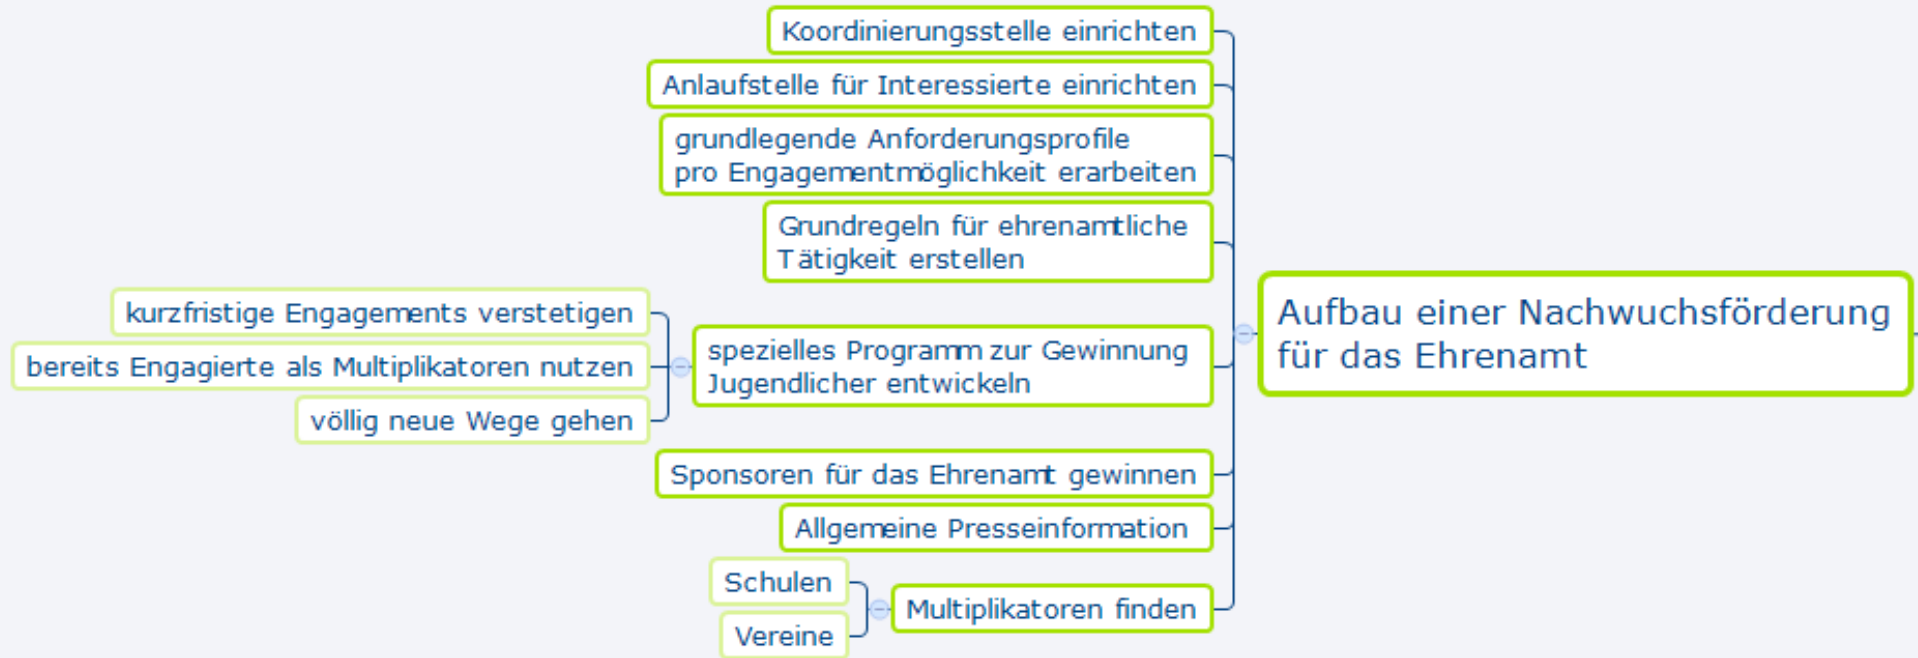 Koordinierungsstelle einrichten
Anlaufstelle für Interessierte einrichten
grundlegende Anforderungsprofile
pro Engagementmöglichkeit erarbeiten
Grundregeln für ehrenamtliche
Tätigkeit erstellen
kurzfristige Engagements verstetigen
bereits Engagierte als Multiplikatoren nutzen
völlig neue Wege gehen
spezielles Programm zur Gewinnung
Jugendlicher entwickeln
Sponsoren für das Ehrenamt gewinnen
Allgemeine Presseinformation
Schulen
Vereine
Multiplikatoren finden
Aufbau einer Nachwuchsförderung
für das Ehrenamt